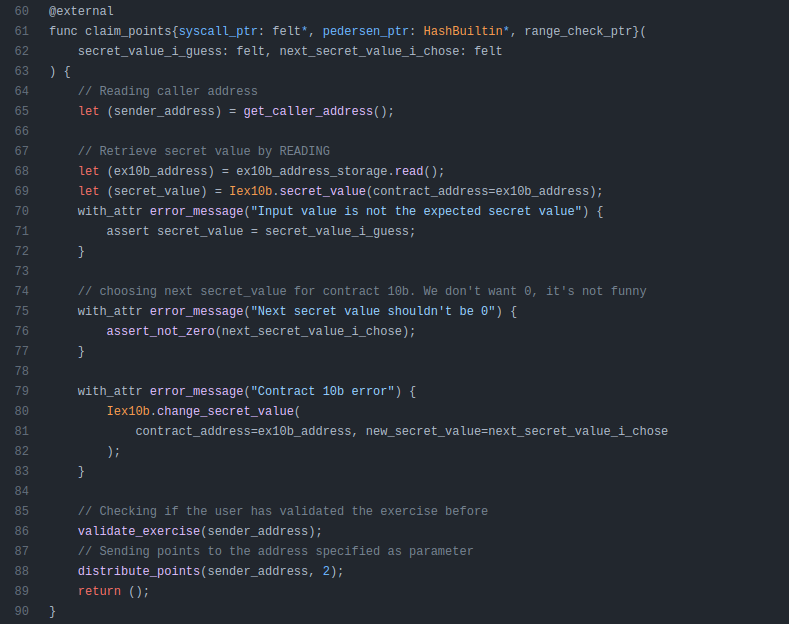 60 @external
61 func claim_points{syscall_ptr: felt*, pedersen_ptr: HashBuiltin*, range_check_ptr}(
62     secret_value_i_guess: felt, next_secret_value_i_chose: felt
63 ) {
64     // Reading caller address
65     let (sender_address) = get_caller_address();
66
67     // Retrieve secret value by READING
68     let (ex10b_address) = ex10b_address_storage.read();
69     let (secret_value) = Iex10b.secret_value(contract_address=ex10b_address);
70     with_attr error_message("Input value is not the expected secret value") {
71         assert secret_value = secret_value_i_guess;
72     }
73
74     // choosing next secret_value for contract 10b. We don't want 0, it's not funny
75     with_attr error_message("Next secret value shouldn't be 0") {
76         assert_not_zero(next_secret_value_i_chose);
77     }
78
79     with_attr error_message("Contract 10b error") {
80         Iex10b.change_secret_value(
81             contract_address=ex10b_address, new_secret_value=next_secret_value_i_chose
82         );
83     }
84
85     // Checking if the user has validated the exercise before
86     validate_exercise(sender_address);
87     // Sending points to the address specified as parameter
88     distribute_points(sender_address, 2);
89     return ();
90 }